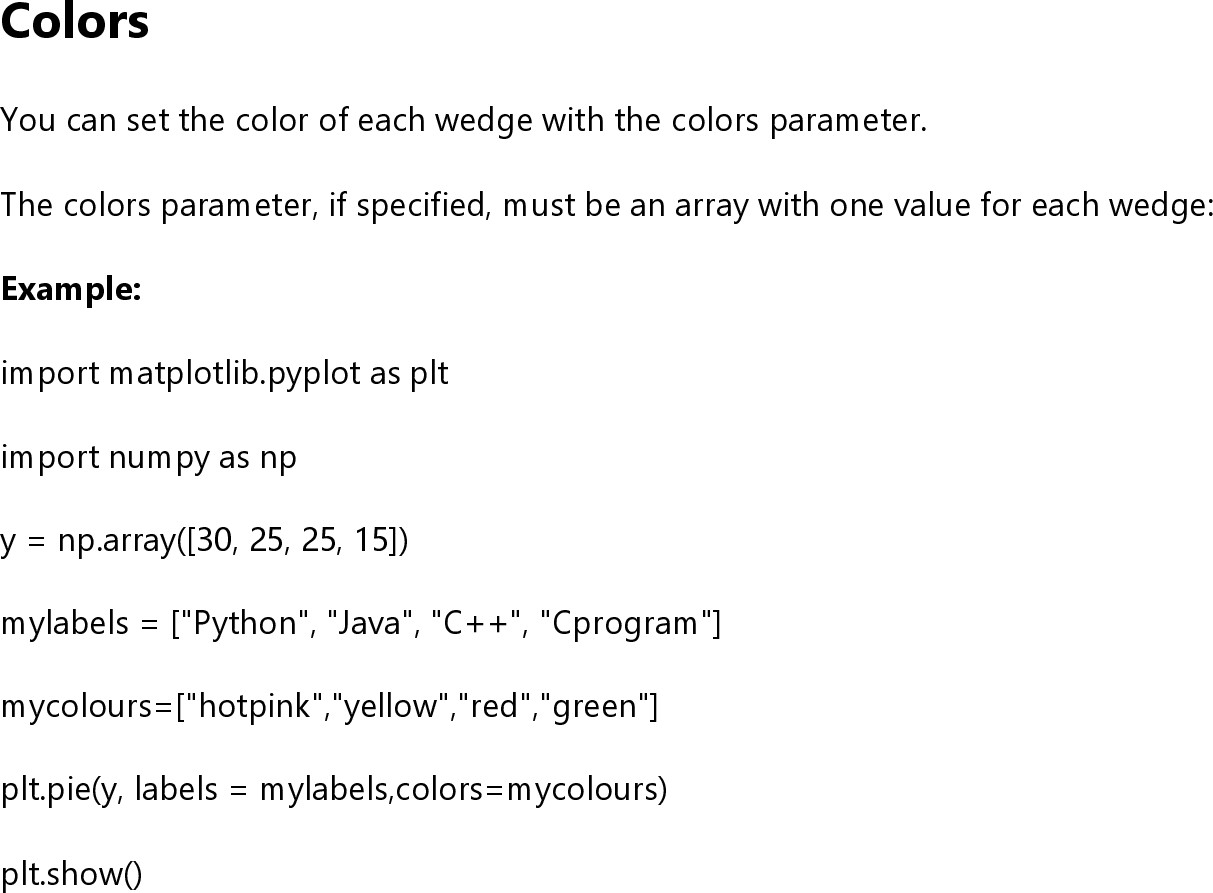 Colors
You can set the color of each wedge with the colors parameter.
The colors parameter, if specified, must be an array with one value for each wedge:
Example:
import matplotlib.pyplot as plt
import numpy as np
y = np.array([30, 25, 25, 15])
mylabels = ["Python", "Java", "C++", "Cprogram"]
mycolours=["hotpink","yellow","red","green"]
plt.pie(y, labels = mylabels,colors=mycolours)
plt.show()